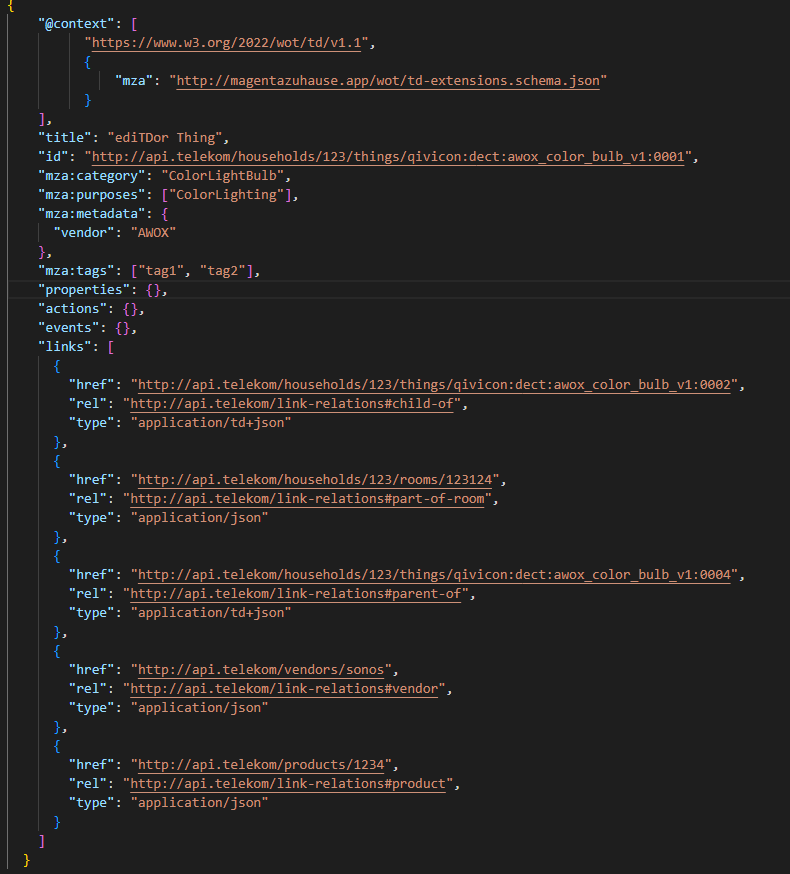 {
"@context": [
"https://www.w3.org/2022/wot/td/v1.1",
{
"mza": "http://magentazuhause.app/wot/td-extensions.schema.json"
}
],
"title": "ediTDor Thing",
"id": "http://api.telekom/households/123/things/qivicon:dect:awox_color_bulb_v1:0001",
"mza:category": "ColorLightBulb",
"mza:purposes": ["ColorLighting"],
"mza:metadata": {
"vendor": "AWOX"
},
"mza:tags": ["tag1", "tag2"],
"properties": {},
"actions": {},
"events": {},
"links": [
{
"href": "http://api.telekom/households/123/things/qivicon:dect:awox_color_bulb_v1:0002",
"rel": "http://api.telekom/link-relations#child-of",
"type": "application/td+json"
},
{
"href": "http://api.telekom/households/123/rooms/123124",
"rel": "http://api.telekom/link-relations#part-of-room",
"type": "application/json"
},
{
"href": "http://api.telekom/households/123/things/qivicon:dect:awox_color_bulb_v1:0004",
"rel": "http://api.telekom/link-relations#parent-of",
"type": "application/td+json"
},
{
"href": "http://api.telekom/vendors/sonos",
"rel": "http://api.telekom/link-relations#vendor",
"type": "application/json"
},
{
"href": "http://api.telekom/products/1234",
"rel": "http://api.telekom/link-relations#product",
"type": "application/json"
}
]
}